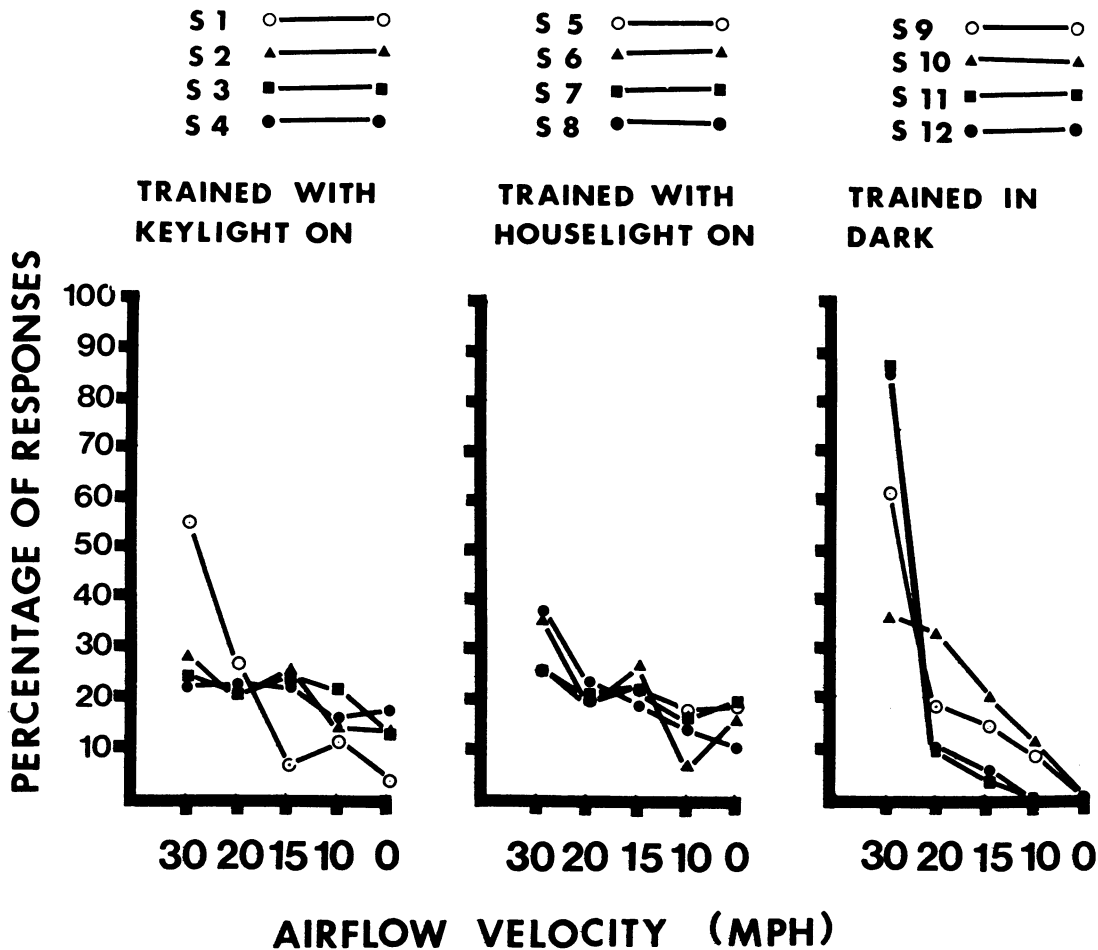 S 1
S 2
S 3
S 4
S 5
S 6
S 7
S 8
S 9
S 10
S 11
S 12
TRAINED WITH
KEYLIGHT ON
TRAINED WITH
HOUSELIGHT ON
TRAINED IN
DARK
PERCENTAGE OF RESPONSES
100
90
80
70
60
50
40
30
20
10
30 20 15 10 0
30 20 15 10 0
30 20 15 10 0
AIRFLOW VELOCITY (MPH)